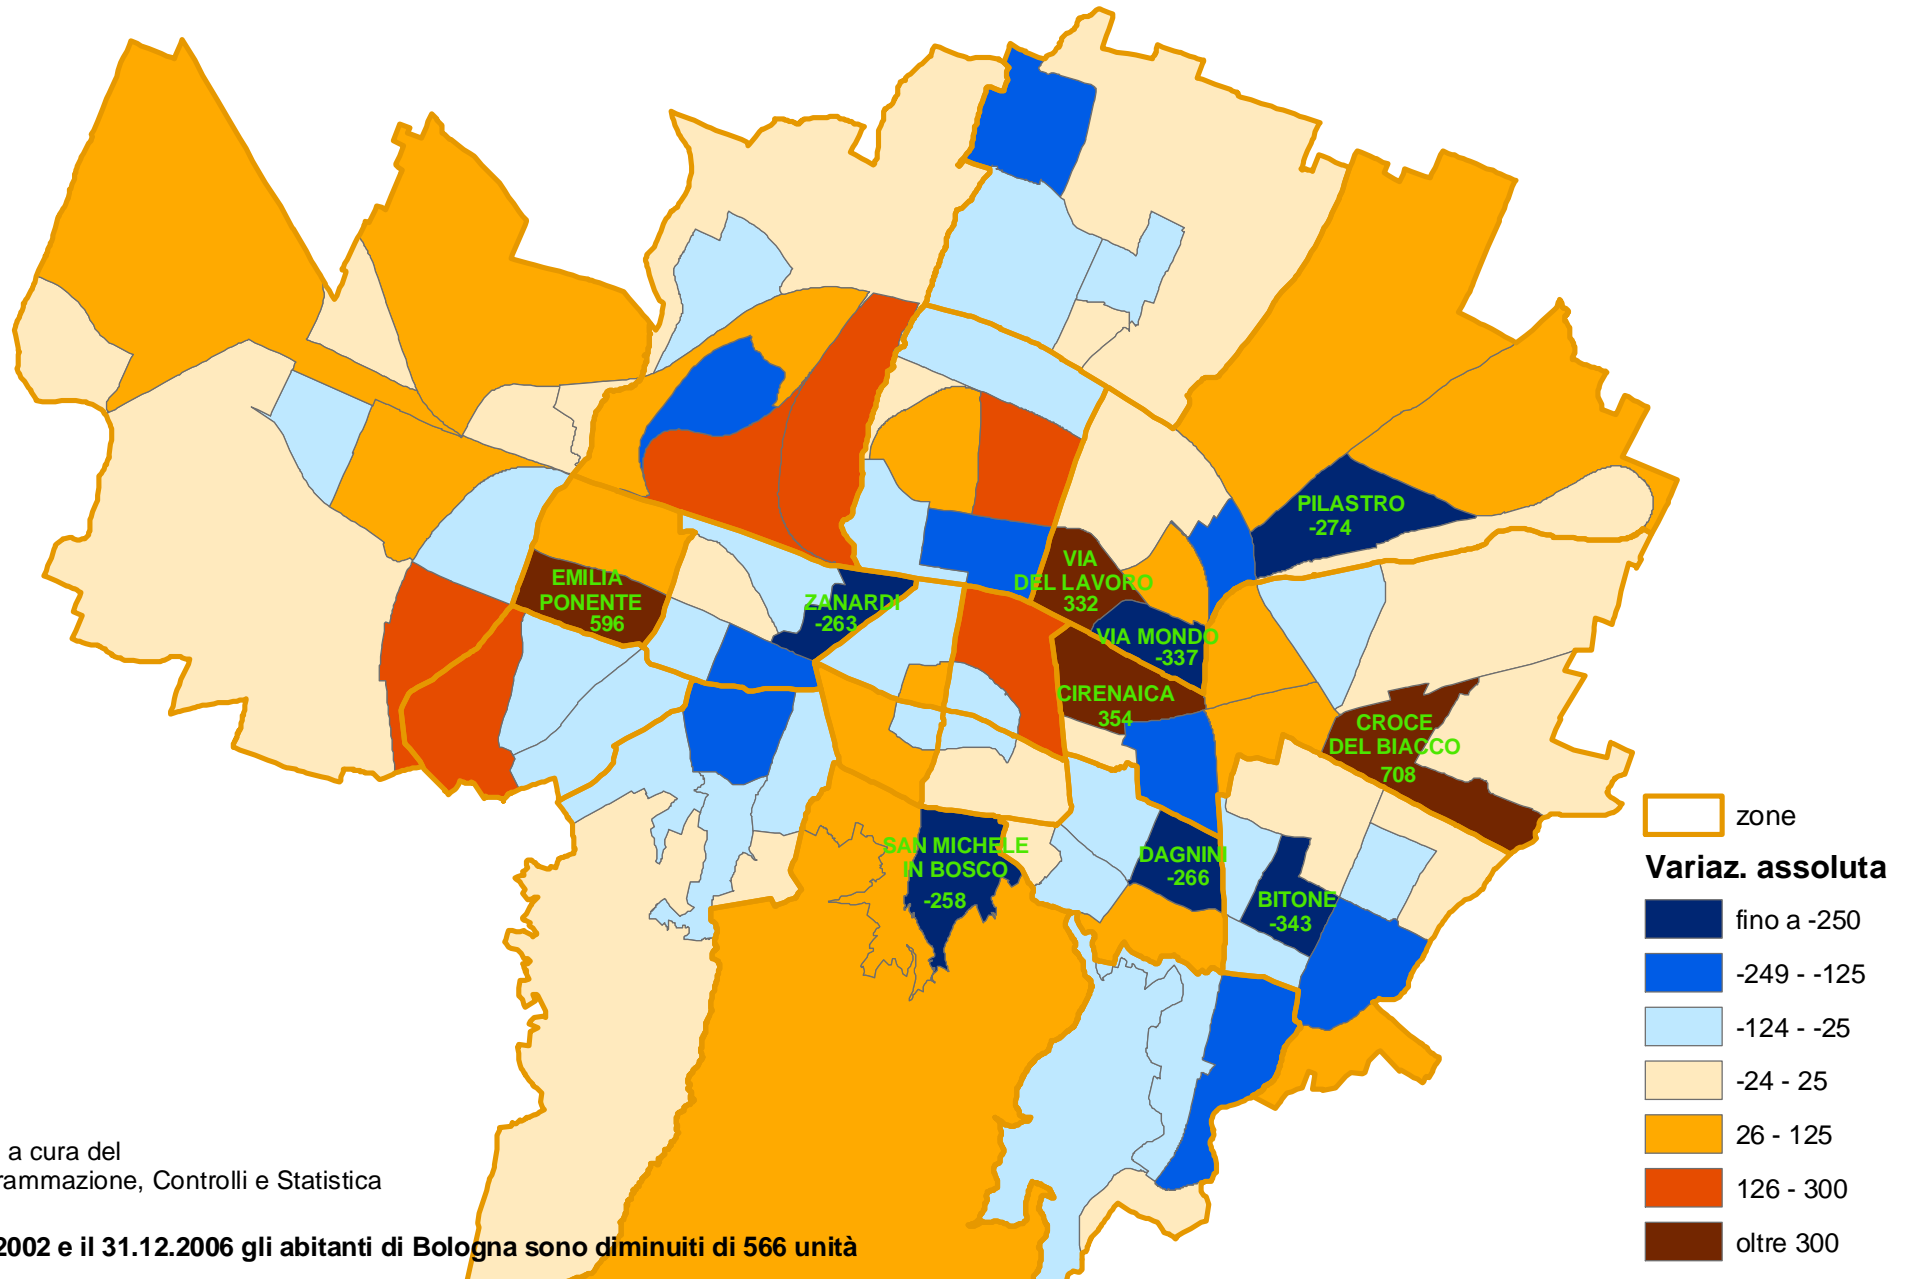 PILASTRO
-274
VIA
DEL LAVORO
332
EMILIA
PONENTE
596
ZANARDI
-263
VIA MONDO
-337
CIRENAICA
354
CROCE
DEL BIACCO
708
SAN MICHELE
IN BOSCO
-258
DAGNINI
-266
BITONE
-343
zone
Variaz. assoluta
fino a -250
-249 - -125
-124 - -25
-24 - 25
26 - 125
126 - 300
oltre 300
a cura del
rammazione, Controlli e Statistica
2002 e il 31.12.2006 gli abitanti di Bologna sono diminuiti di 566 unità